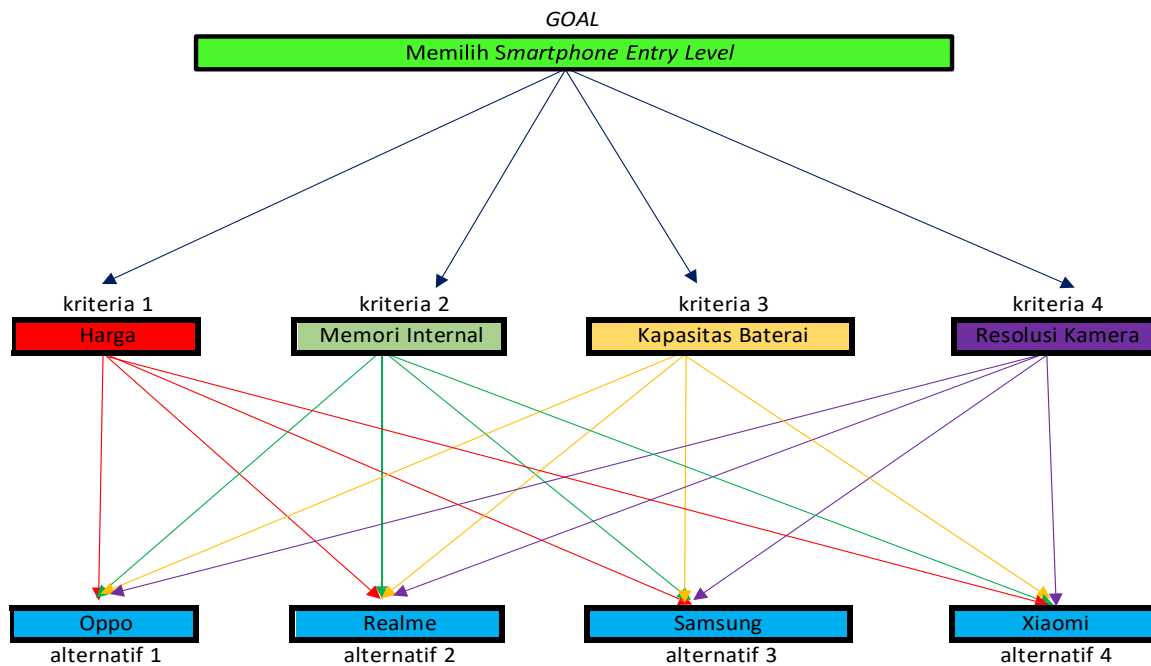 GOAL
Memilih Smartphone Entry Level
kriteria 1
kriteria 2
kriteria 3
kriteria 4
Harga
Memori Internal
Kapasitas Baterai
Resolusi Kamera
Oppo
Realme
Samsung
Xiaomi
alternatif 1
alternatif 2
alternatif 3
alternatif 4